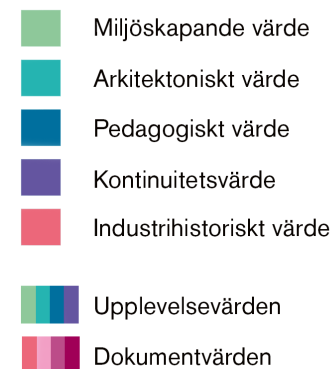 Miljöskapande värde
Arkitektoniskt värde
Pedagogiskt värde
Kontinuitetsvärde
Industrihistoriskt värde
Upplevelsevärden
Dokumentvärden